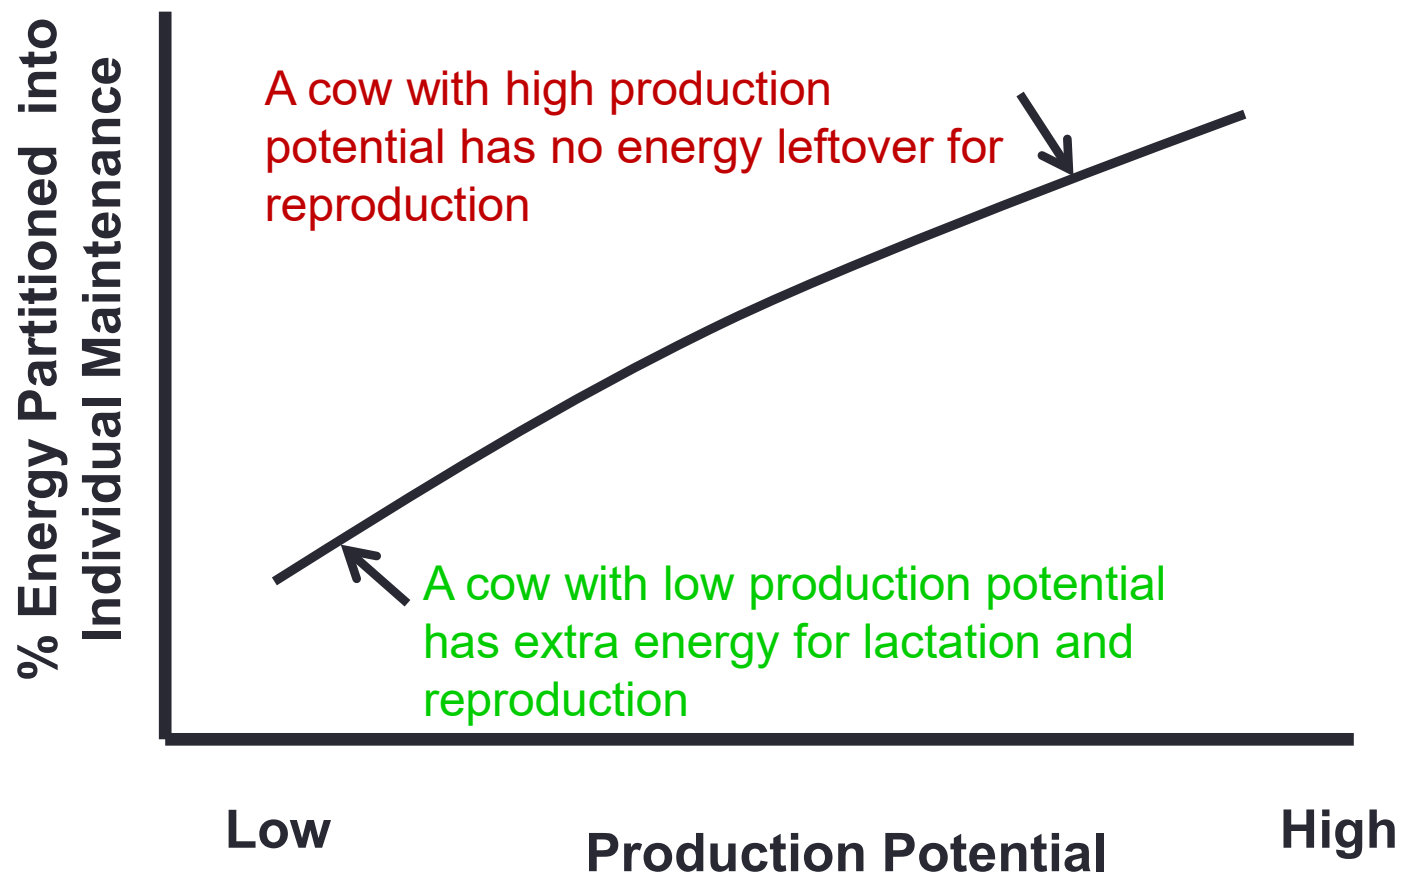 % Energy Partitioned into
Individual Maintenance
A cow with high production
potential has no energy leftover for
reproduction
A cow with low production potential
has extra energy for lactation and
reproduction
Low
Production Potential
High